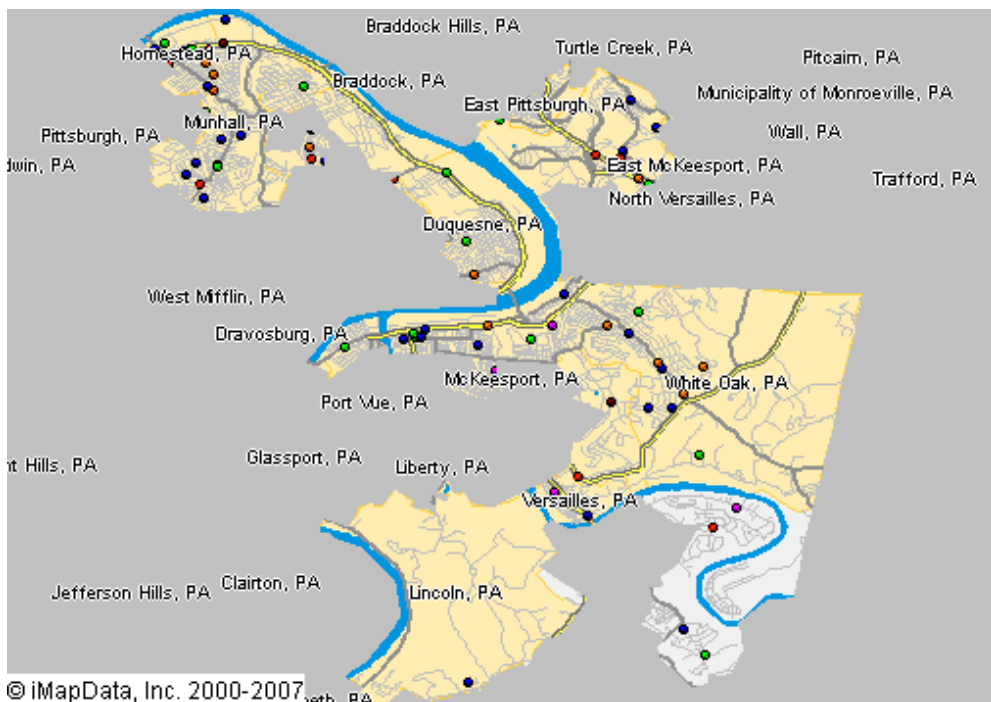 Braddock Hills, PA
Turtle Creek, PA
Homestead, PA
Pitcairn, PA
Braddock, PA
Municipality of Monroeville, PA
East Pittsburgh, PA
Munhall, PA
Pittsburgh, PA
Wall, PA
dwin, PA
East McKeesport, PA
Trafford, PA
North Versailles, PA
Duquesne, PA
West Mifflin, PA
Dravosburg, PA
McKeesport, PA
White Oak, PA
Port Vue, PA
Glassport, PA
nt Hills, PA
Liberty, PA
Versailles, PA
Clairton, PA
Jefferson Hills, PA
Lincoln, PA
© iMapData, Inc. 2000-2007
beth, PA